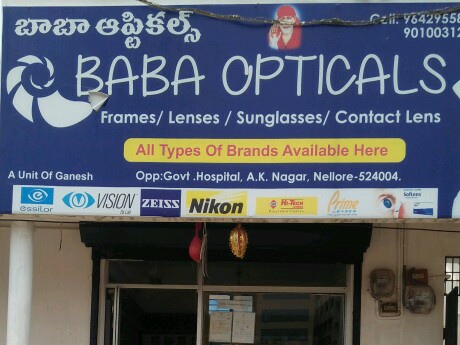 బాబా ఆప్టికల్స్
Cell: 96429558
90100312
BABA OPTICALS
Frames/ Lenses / Sunglasses/ Contact Lens
All Types Of Brands Available Here
A Unit Of Ganesh
Opp:Govt .Hospital, A.K. Nagar, Nellore-524004.
essilor
VISION
ZEISS
Nikon
Hi-Tech
Prime
Soflens